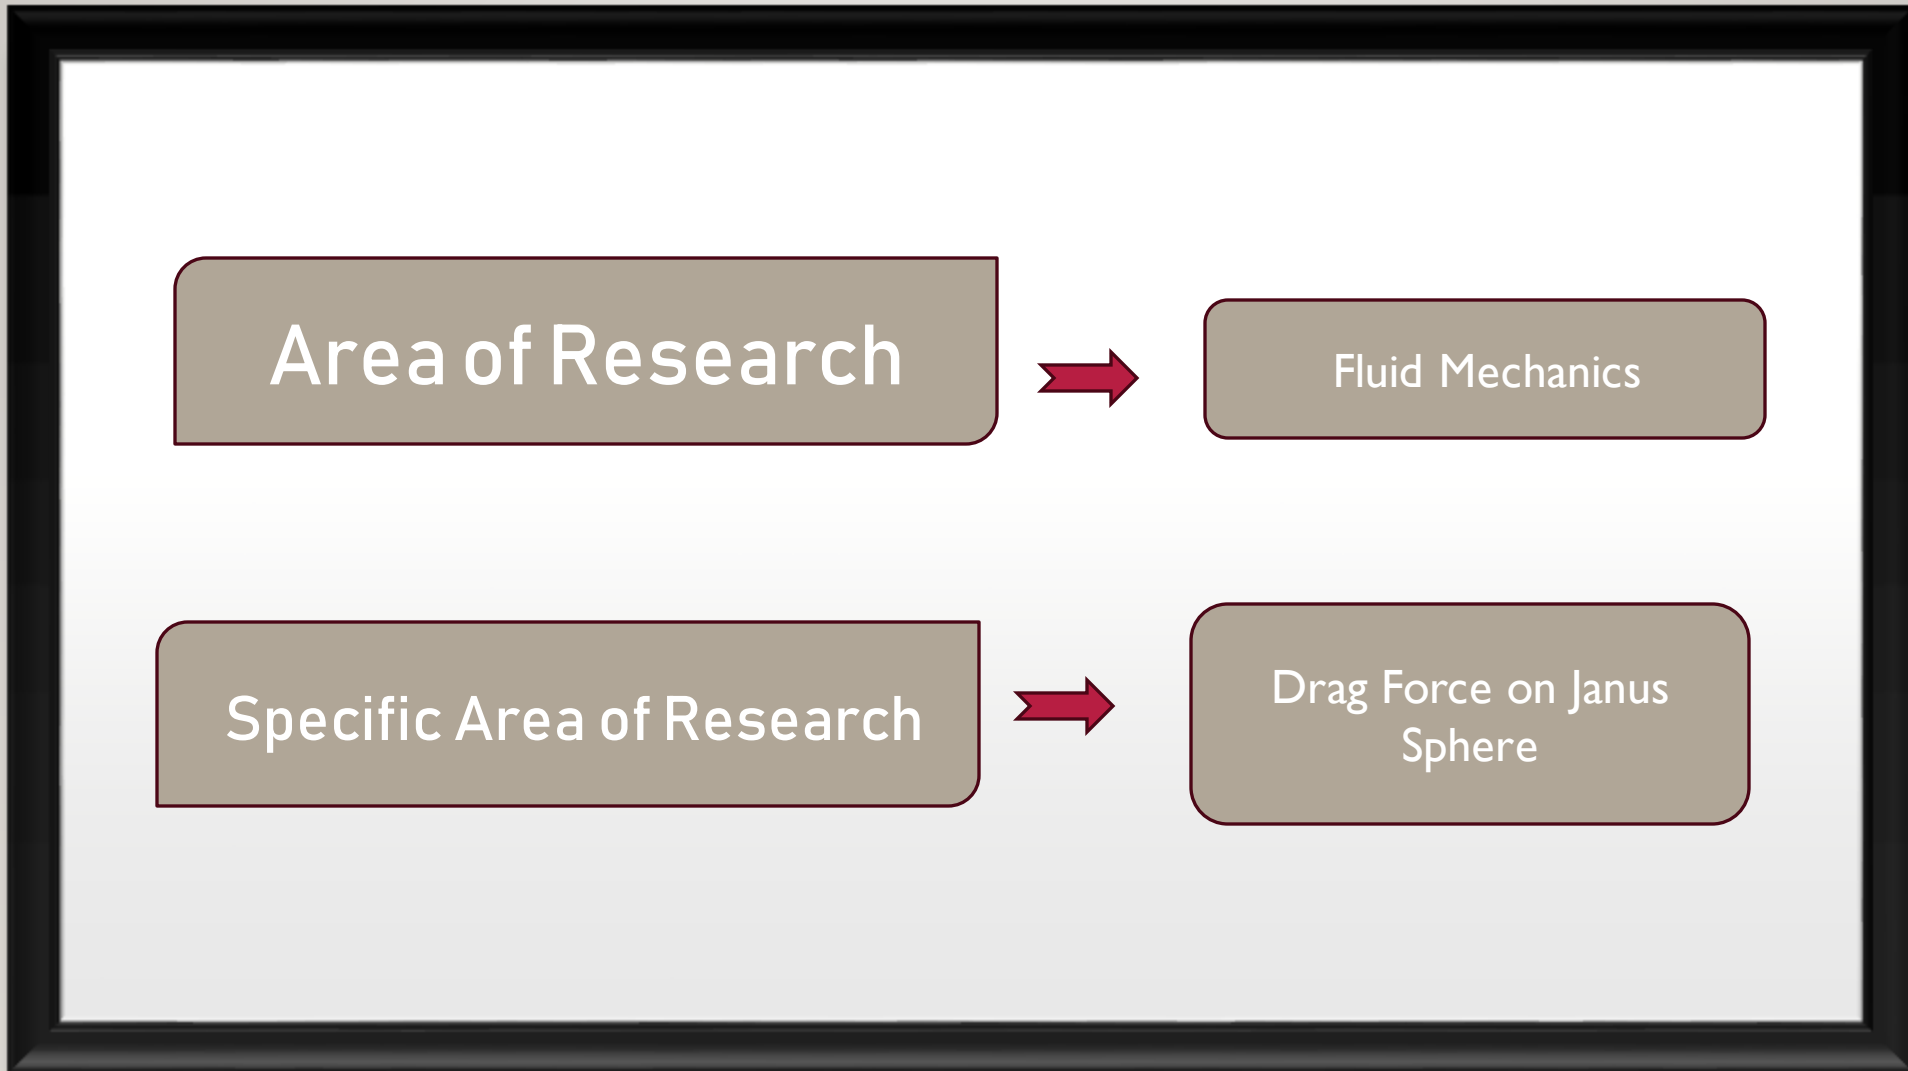 Area of Research
Fluid Mechanics
Specific Area of Research
Drag Force on Janus
Sphere